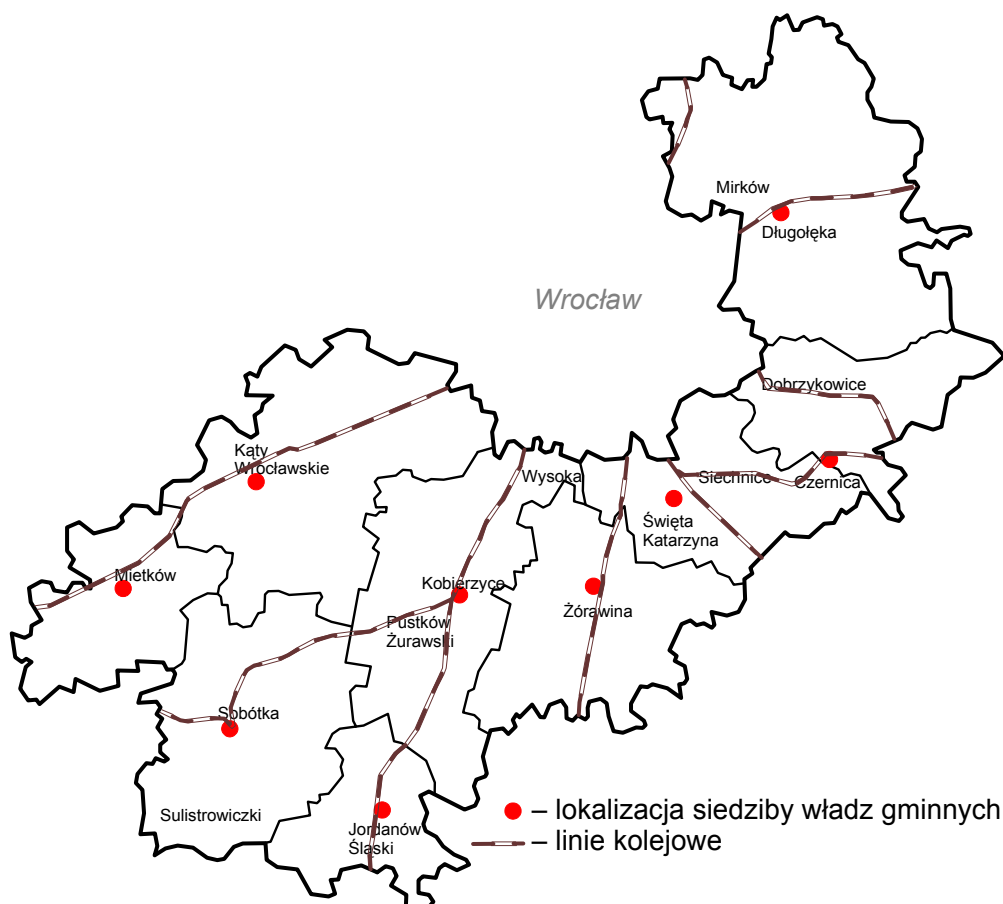 Mirków
Długołęka
Wrocław
Dobrzykowice
Kąty
Wrocławskie
Wysoka
Siechnice
Czernica
Święta
Katarzyna
Mietków
Kobierzyce
Żórawina
Pustków
Żurawski
Sobótka
Sulistrowiczki
– lokalizacja siedziby władz gminnych
Jordanów
Śląski
– linie kolejowe